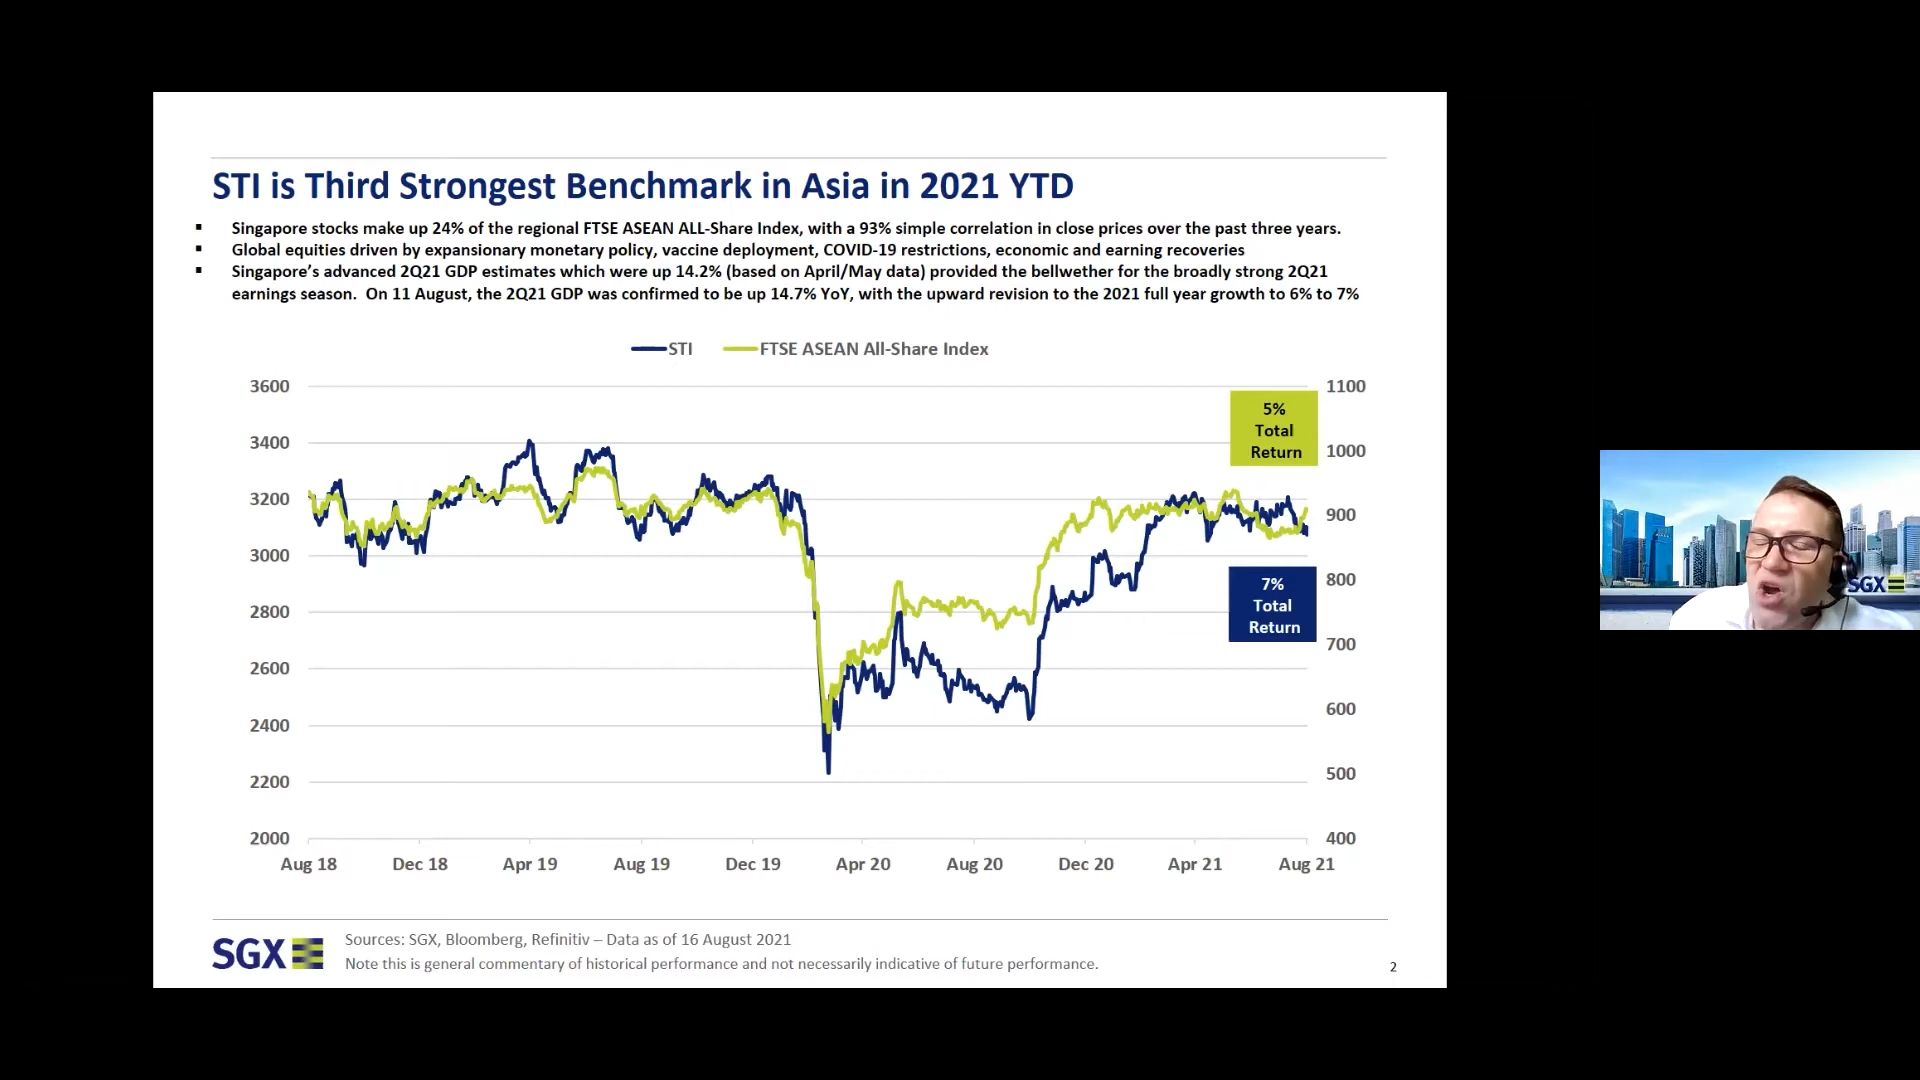 STI is Third Strongest Benchmark in Asia in 2021 YTD
▪ Singapore stocks make up 24% of the regional FTSE ASEAN ALL-Share Index, with a 93% simple correlation in close prices over the past three years.
▪ Global equities driven by expansionary monetary policy, vaccine deployment, COVID-19 restrictions, economic and earning recoveries
▪ Singapore’s advanced 2Q21 GDP estimates which were up 14.2% (based on April/May data) provided the bellwether for the broadly strong 2Q21
earnings season. On 11 August, the 2Q21 GDP was confirmed to be up 14.7% YoY, with the upward revision to the 2021 full year growth to 6% to 7%
STI FTSE ASEAN All-Share Index
3600
3400
3200
3000
2800
2600
2400
2200
2000
1100
1000
900
800
700
600
500
400
5%
Total
Return
7%
Total
Return
Aug 18 Dec 18 Apr 19 Aug 19 Dec 19 Apr 20 Aug 20 Dec 20 Apr 21 Aug 21
SGX
Sources: SGX, Bloomberg, Refinitiv – Data as of 16 August 2021
Note this is general commentary of historical performance and not necessarily indicative of future performance.
2
SGX